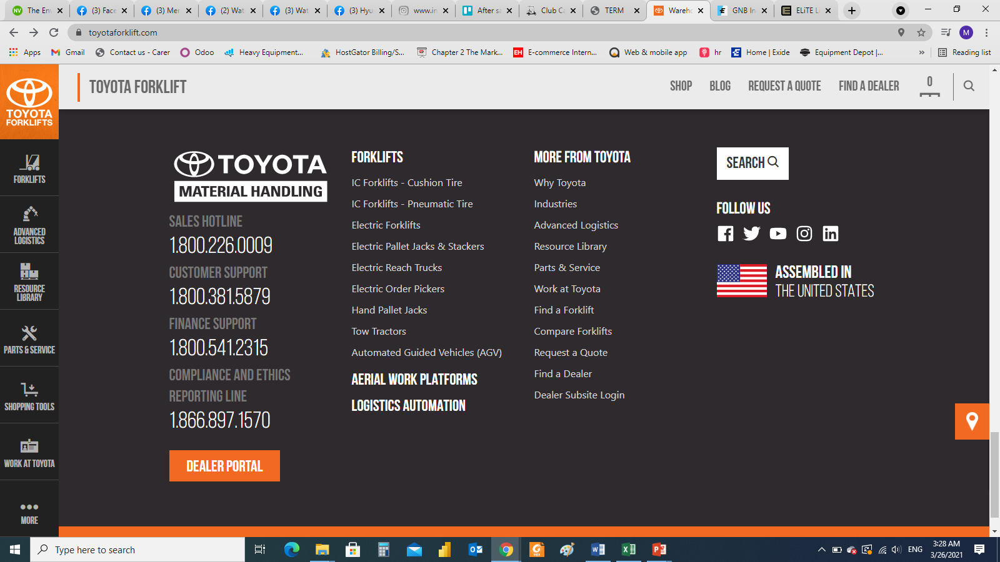 The En
(3) Face
(3) Mer
(2) Wat
(3) Wat
(3) Hyu
www.in
After sa
Club Ca
TERM
Wareho
GNB In
ELiTE Li
toyotaforklift.com
M
Apps
Gmail
Contact us - Carer
Odoo
Heavy Equipment...
HostGator Billing/S...
Chapter 2 The Mark...
EH
E-commerce Intern...
Web & mobile app
hr
Home | Exide
Equipment Depot |...
»
Reading list
TOYOTA
FORKLIFTS
TOYOTA FORKLIFT
SHOP
BLOG
REQUEST A QUOTE
FIND A DEALER
0
FORKLIFTS
ADVANCED
LOGISTICS
RESOURCE
LIBRARY
PARTS & SERVICE
SHOPPING TOOLS
WORK AT TOYOTA
MORE
TOYOTA
MATERIAL HANDLING
SALES HOTLINE
1.800.226.0009
CUSTOMER SUPPORT
1.800.381.5879
FINANCE SUPPORT
1.800.541.2315
COMPLIANCE AND ETHICS
REPORTING LINE
1.866.897.1570
DEALER PORTAL
FORKLIFTS
IC Forklifts - Cushion Tire
IC Forklifts - Pneumatic Tire
Electric Forklifts
Electric Pallet Jacks & Stackers
Electric Reach Trucks
Electric Order Pickers
Hand Pallet Jacks
Tow Tractors
Automated Guided Vehicles (AGV)
AERIAL WORK PLATFORMS
LOGISTICS AUTOMATION
MORE FROM TOYOTA
Why Toyota
Industries
Advanced Logistics
Resource Library
Parts & Service
Work at Toyota
Find a Forklift
Compare Forklifts
Request a Quote
Find a Dealer
Dealer Subsite Login
SEARCH
FOLLOW US
ASSEMBLED IN
THE UNITED STATES
Type here to search
ENG
3:28 AM
3/26/2021